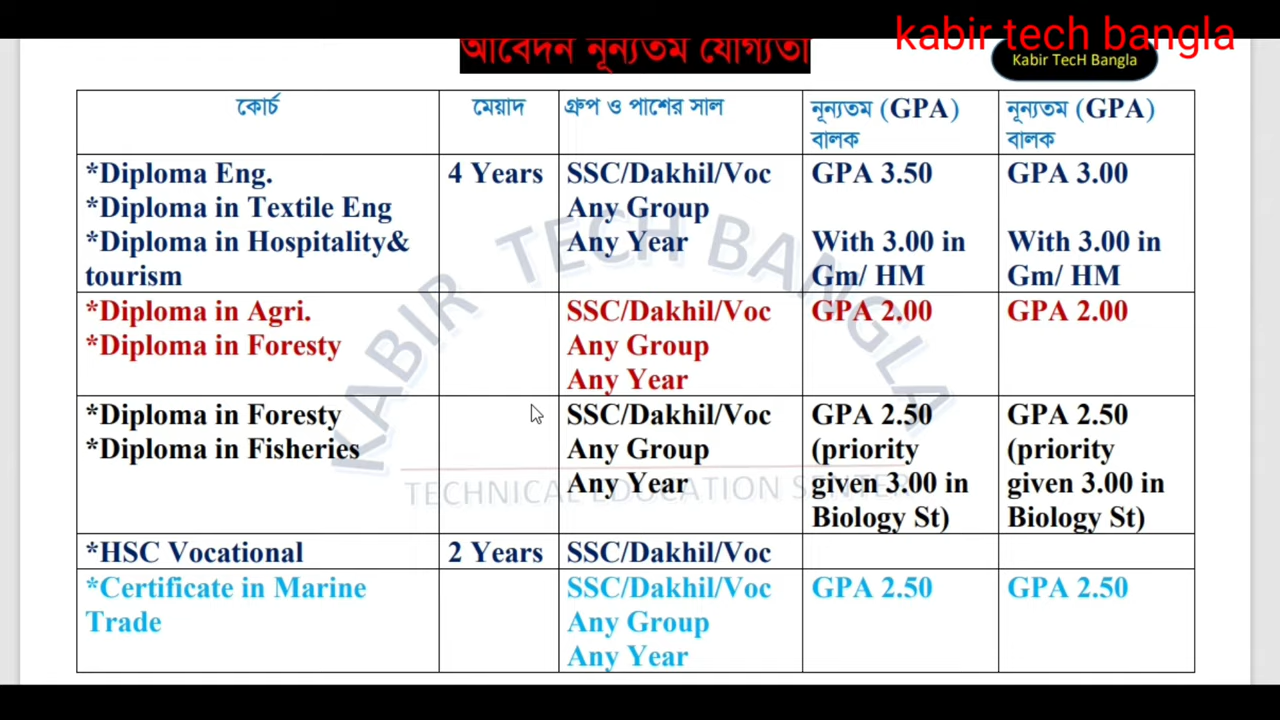 kabir tech bangla
আবেদন নূন্যতম যোগ্যতা
Kabir TecH Bangla
কোর্চ মেয়াদ গ্রুপ ও পাশের সাল নূন্যতম (GPA) নূন্যতম (GPA)
বালক বালক
*Diploma Eng. 4 Years SSC/Dakhil/Voc GPA 3.50 GPA 3.00
*Diploma in Textile Eng Any Group
*Diploma in Hospitality& Any Year With 3.00 in With 3.00 in
tourism Gm/ HM Gm/ HM
*Diploma in Agri. SSC/Dakhil/Voc GPA 2.00 GPA 2.00
*Diploma in Foresty Any Group
Any Year
*Diploma in Foresty SSC/Dakhil/Voc GPA 2.50 GPA 2.50
*Diploma in Fisheries Any Group (priority (priority
Any Year given 3.00 in given 3.00 in
Biology St) Biology St)
*HSC Vocational 2 Years SSC/Dakhil/Voc
*Certificate in Marine SSC/Dakhil/Voc GPA 2.50 GPA 2.50
Trade Any Group
Any Year
KABIR TECH BANGLA
TECHNICAL EDUCATION SENTER